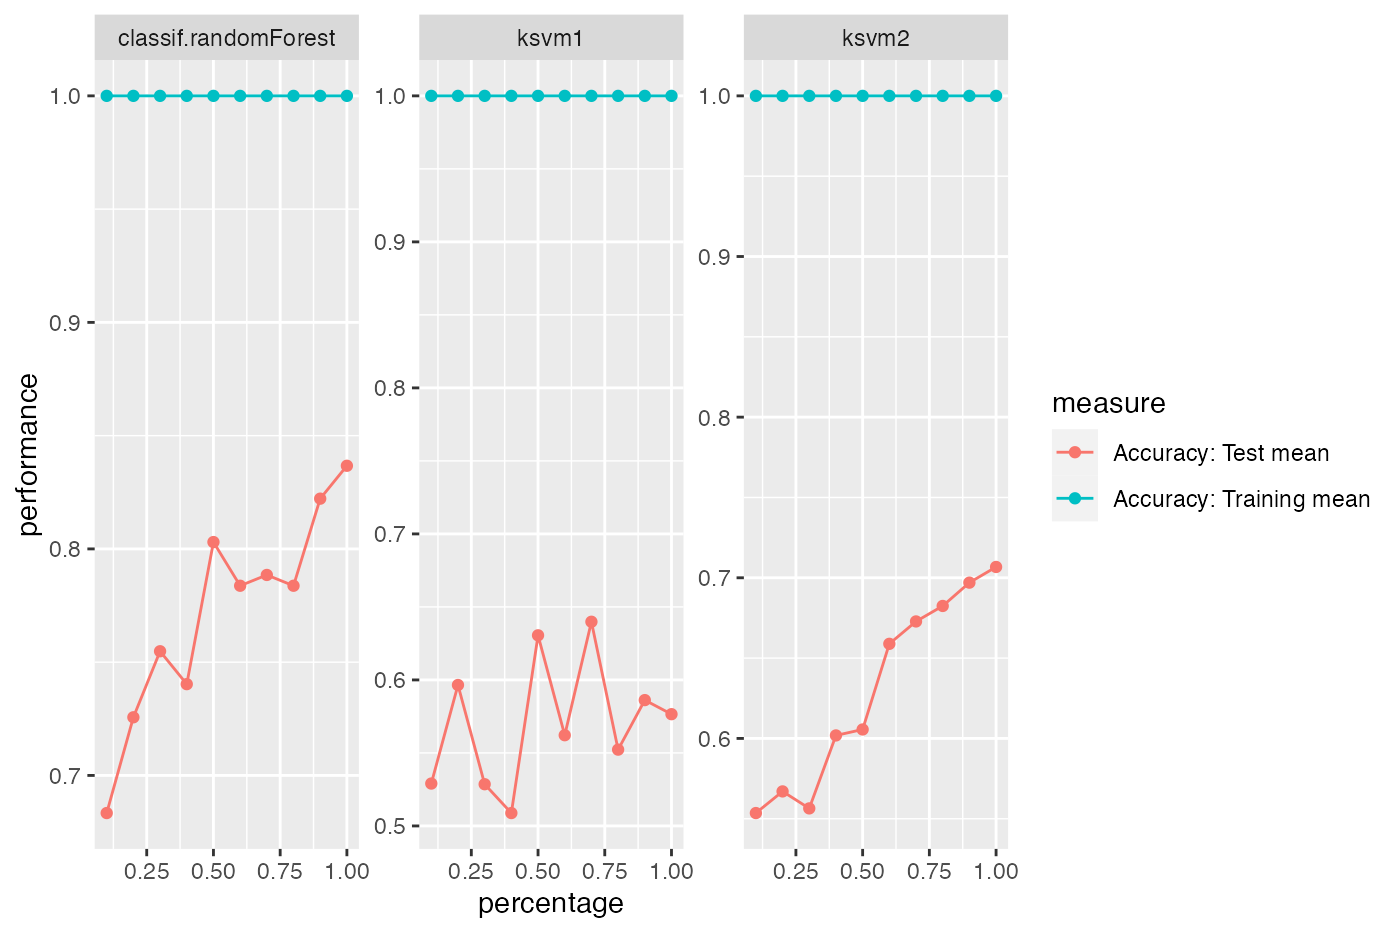 classif.randomForest
ksvm1
ksvm2
1.0
0.9
0.8
0.7
1.0
0.9
0.8
0.7
0.6
0.5
1.0
0.9
0.8
0.7
0.6
0.25 0.50 0.75 1.00
0.25 0.50 0.75 1.00
0.25 0.50 0.75 1.00
performance
percentage
measure
Accuracy: Test mean
Accuracy: Training mean